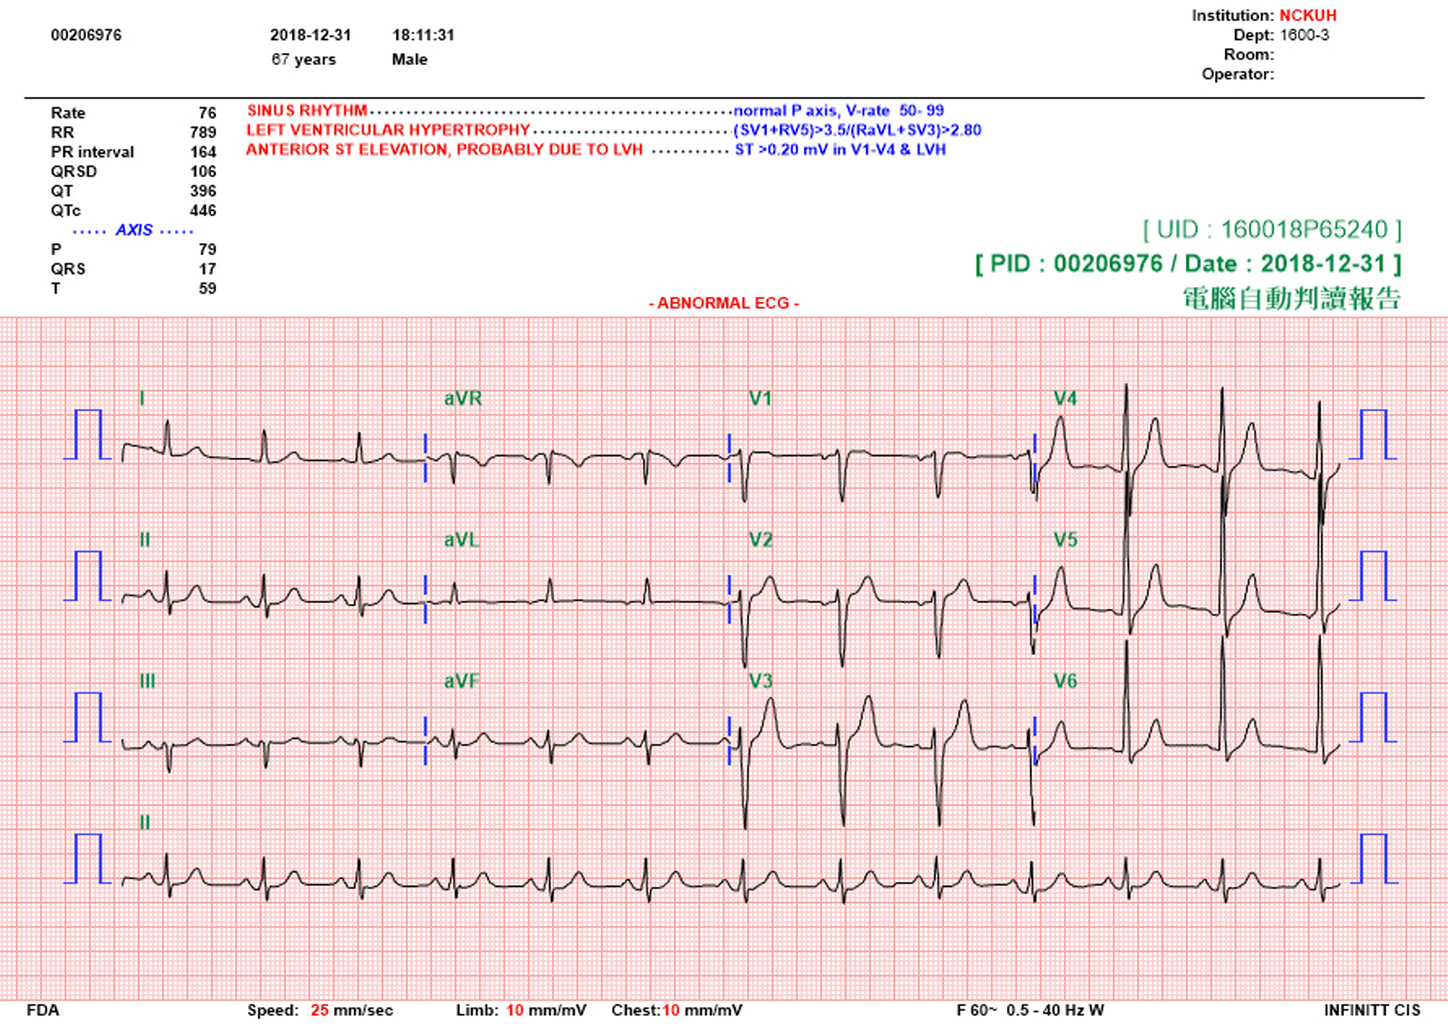 Institution: NCKUH
00206976 2018-12-31 18:11:31 Dept: 1600-3
67 years Male Room:
Operator:
Rate 76 SINUS RHYTHM normal P axis, V-rate 50- 99
RR 789 LEFT VENTRICULAR HYPERTROPHY (SV1+RV5)>3.5/(RaVL+SV3)>2.80
PR interval 164 ANTERIOR ST ELEVATION, PROBABLY DUE TO LVH ST >0.20 mV in V1-V4 & LVH
QRSD 106
QT 396
QTc 446
AXIS
P 79
QRS 17
T 59
[ UID : 160018P65240 ]
[ PID : 00206976 / Date : 2018-12-31 ]
電腦自動判讀報告
- ABNORMAL ECG -
I aVR V1 V4
II aVL V2 V5
III aVF V3 V6
II
FDA Speed: 25 mm/sec Limb: 10 mm/mV Chest:10 mm/mV F 60~ 0.5 - 40 Hz W INFINITT CIS